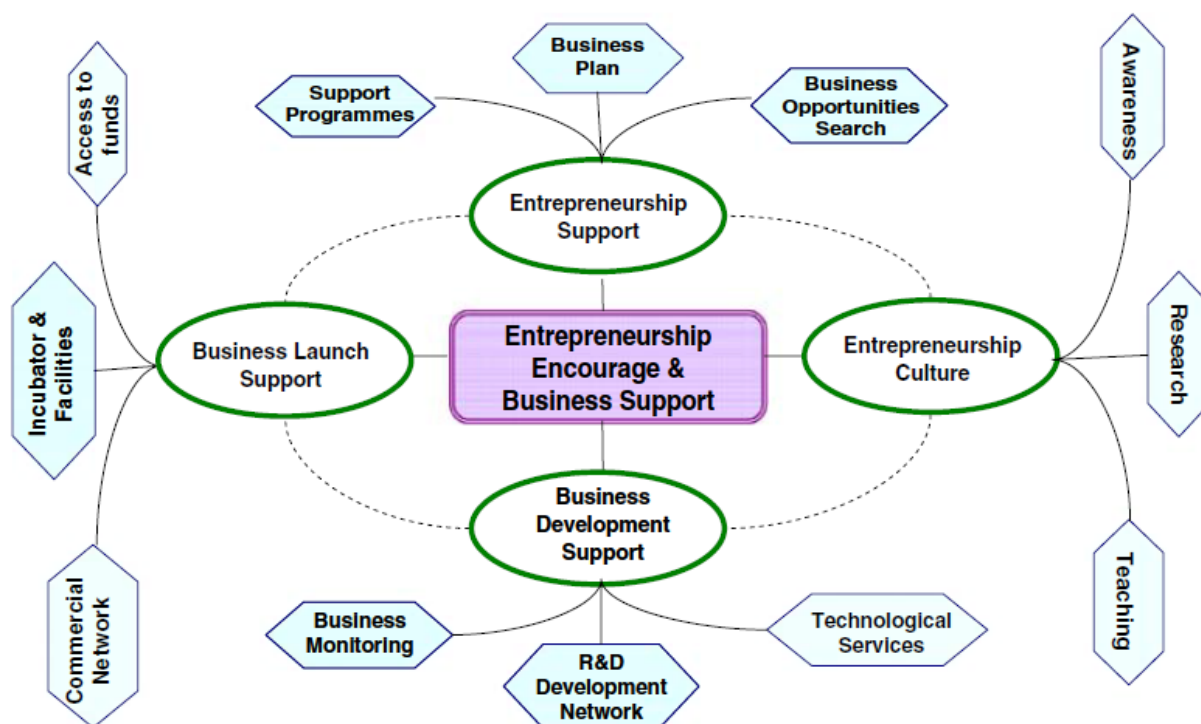 Business
Plan
Support
Programmes
Business
Opportunities
Search
Access to
funds
Awareness
Entrepreneurship
Support
Incubator &
Facilities
Business Launch
Support
Entrepreneurship
Encourage &
Business Support
Entrepreneurship
Culture
Research
Business
Development
Support
Commercial
Network
Business
Monitoring
R&D
Development
Network
Technological
Services
Teaching